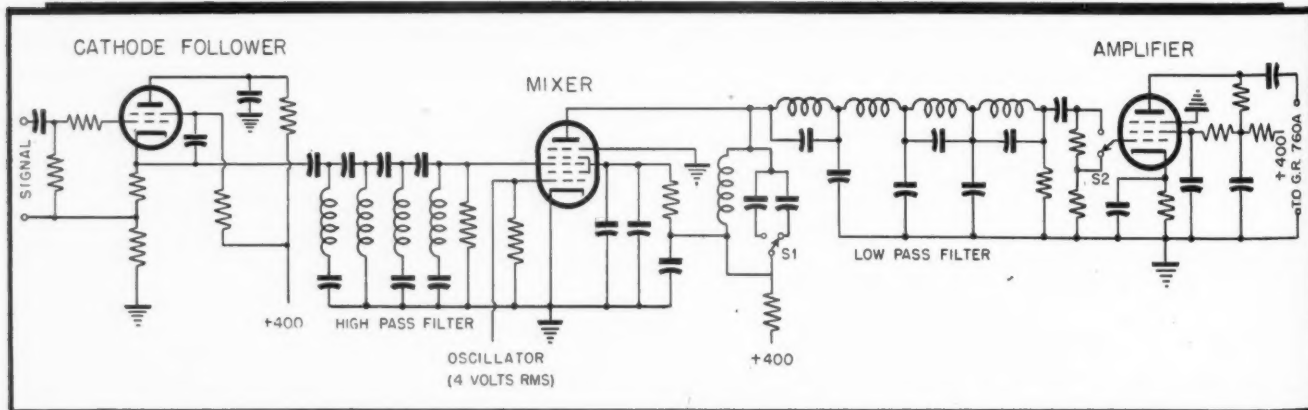 CATHODE FOLLOWER
MIXER
AMPLIFIER
SIGNAL
S1
S2
+400
TO G.R. 760A
LOW PASS FILTER
+400
HIGH PASS FILTER
OSCILLATOR
(4 VOLTS RMS)
+400